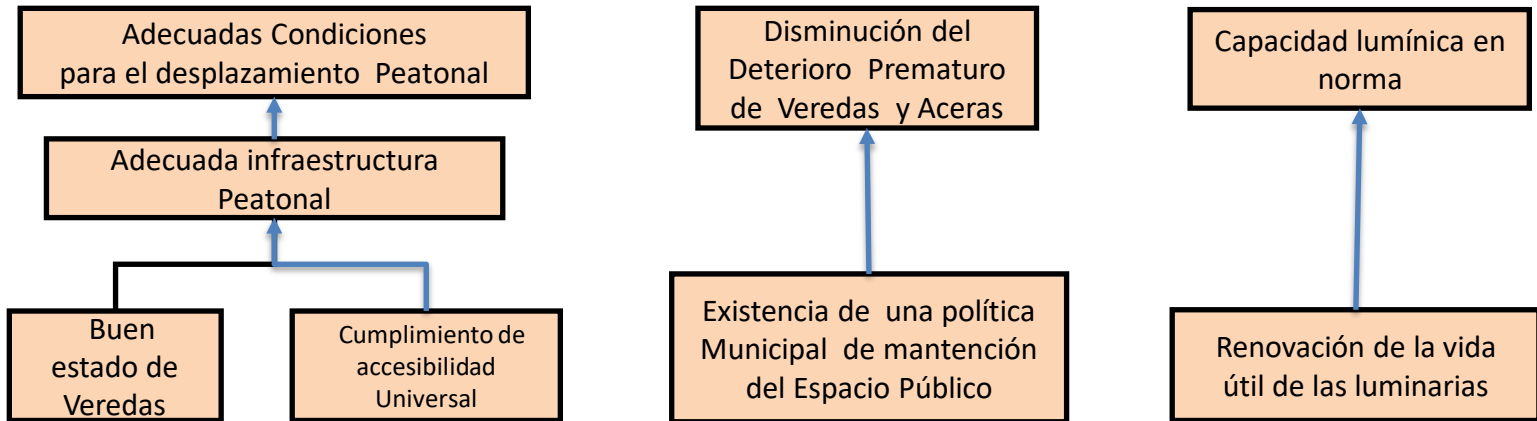 Adecuadas Condiciones
para el desplazamiento Peatonal
Adecuada infraestructura
Peatonal
Buen
estado de
Veredas
Cumplimiento de
accesibilidad
Universal
Disminución del
Deterioro Prematuro
de Veredas y Aceras
Existencia de una política
Municipal de mantención
del Espacio Público
Capacidad lumínica en
norma
Renovación de la vida
útil de las luminarias